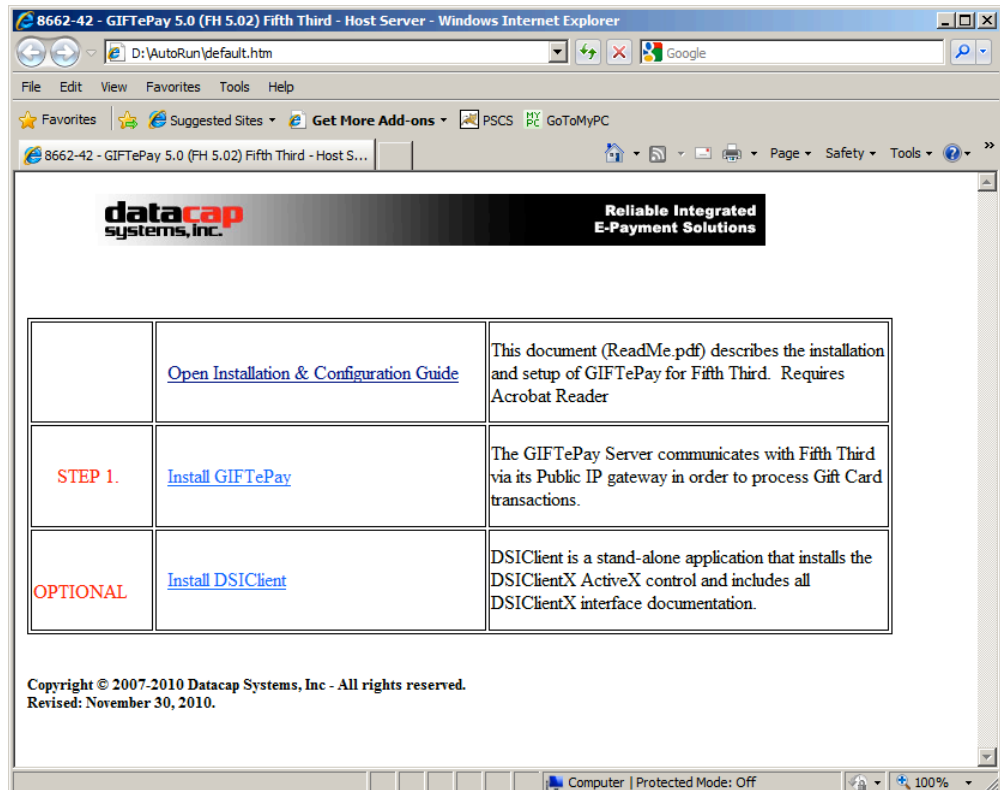 8662-42 - GIFTePay 5.0 (FH 5.02) Fifth Third - Host Server - Windows Internet Explorer
D:\AutoRun\default.htm
Google
File Edit View Favorites Tools Help
Favorites Suggested Sites Get More Add-ons PSCS MY PC GoToMyPC
8662-42 - GIFTePay 5.0 (FH 5.02) Fifth Third - Host S... Page Safety Tools »
datacap
systems, inc.
Reliable Integrated
E-Payment Solutions
Open Installation & Configuration Guide
This document (ReadMe.pdf) describes the installation
and setup of GIFTePay for Fifth Third. Requires
Acrobat Reader
STEP 1.
Install GIFTePay
The GIFTePay Server communicates with Fifth Third
via its Public IP gateway in order to process Gift Card
transactions.
OPTIONAL
Install DSIClient
DSIClient is a stand-alone application that installs the
DSIClientX ActiveX control and includes all
DSIClientX interface documentation.
Copyright © 2007-2010 Datacap Systems, Inc - All rights reserved.
Revised: November 30, 2010.
Computer | Protected Mode: Off 100%